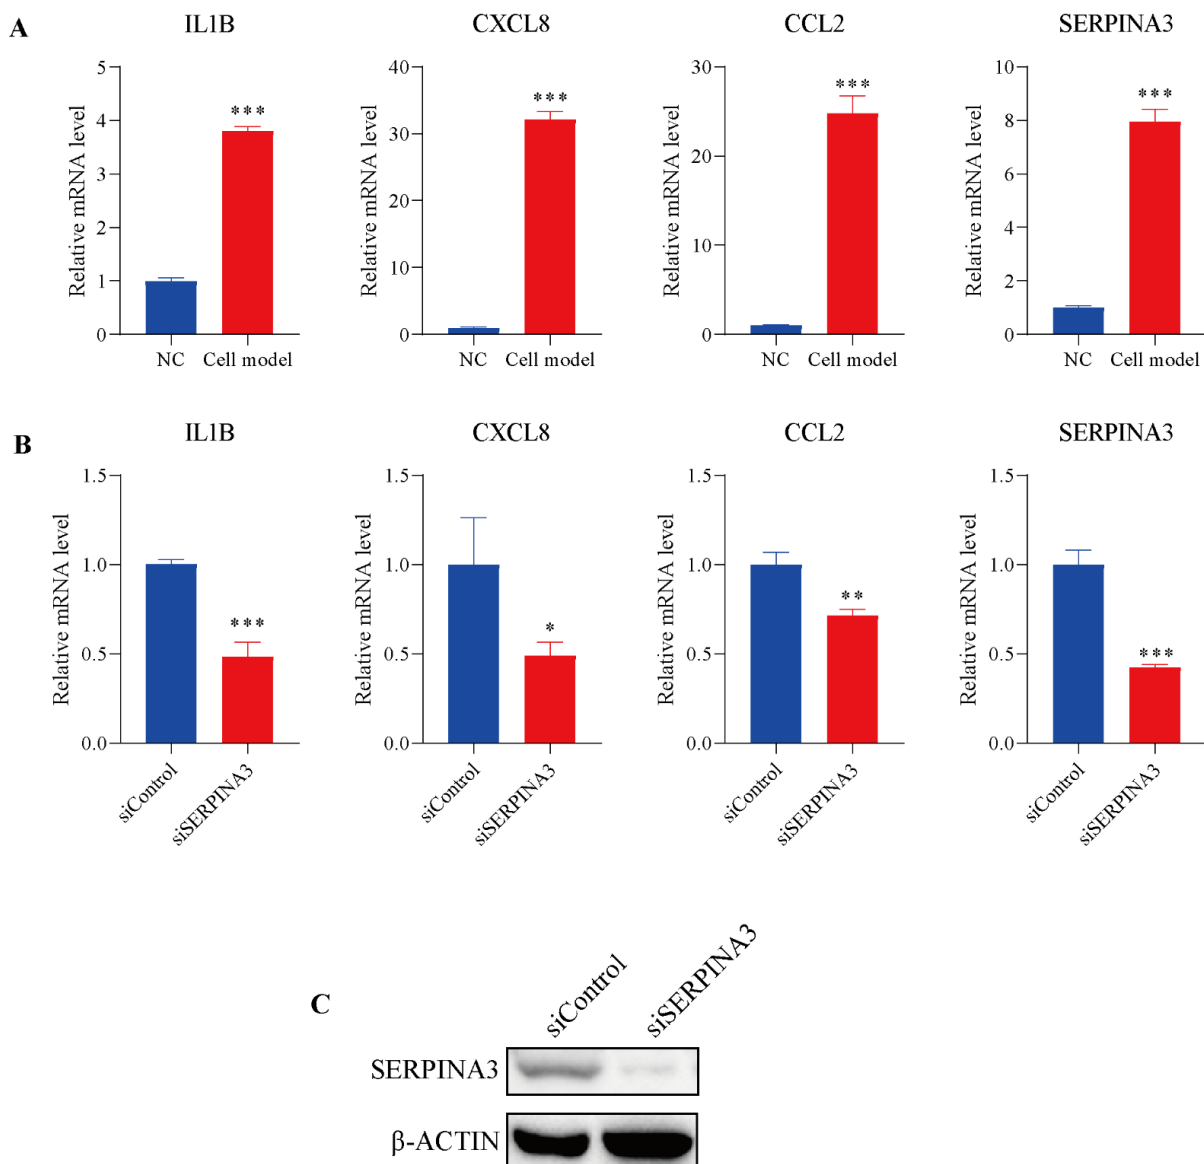 A
IL1B
CXCL8
CCL2
SERPINA3
Relative mRNA level
5
4
3
2
1
0
***
NC
Cell model
Relative mRNA level
40
30
20
10
0
***
NC
Cell model
Relative mRNA level
30
20
10
0
***
NC
Cell model
Relative mRNA level
10
8
6
4
2
0
***
NC
Cell model
B
IL1B
CXCL8
CCL2
SERPINA3
Relative mRNA level
1.5
1.0
0.5
0.0
***
siControl
siSERPINA3
Relative mRNA level
1.5
1.0
0.5
0.0
*
siControl
siSERPINA3
Relative mRNA level
1.5
1.0
0.5
0.0
**
siControl
siSERPINA3
Relative mRNA level
1.5
1.0
0.5
0.0
***
siControl
siSERPINA3
C
siControl
siSERPINA3
SERPINA3
β-ACTIN